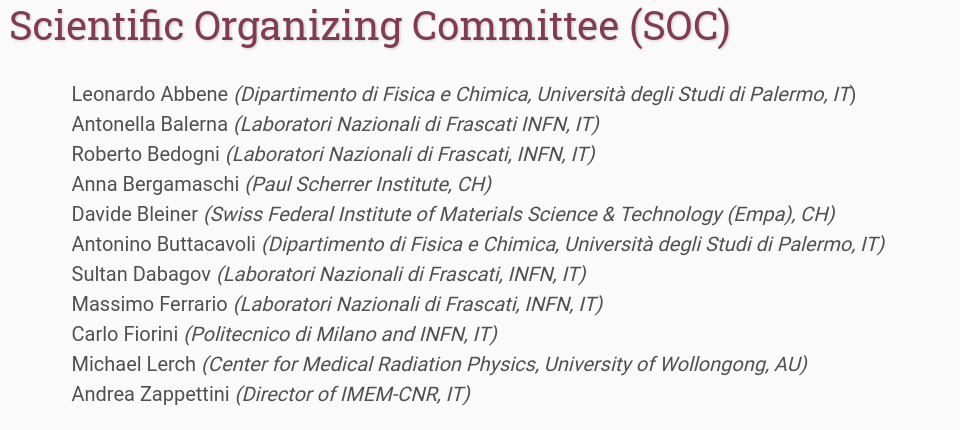 Scientific Organizing Committee (SOC)
Leonardo Abbene (Dipartimento di Fisica e Chimica, Università degli Studi di Palermo, IT)
Antonella Balerna (Laboratori Nazionali di Frascati INFN, IT)
Roberto Bedogni (Laboratori Nazionali di Frascati, INFN, IT)
Anna Bergamaschi (Paul Scherrer Institute, CH)
Davide Bleiner (Swiss Federal Institute of Materials Science & Technology (Empa), CH)
Antonino Buttacavoli (Dipartimento di Fisica e Chimica, Università degli Studi di Palermo, IT)
Sultan Dabagov (Laboratori Nazionali di Frascati, INFN, IT)
Massimo Ferrario (Laboratori Nazionali di Frascati, INFN, IT)
Carlo Fiorini (Politecnico di Milano and INFN, IT)
Michael Lerch (Center for Medical Radiation Physics, University of Wollongong, AU)
Andrea Zappettini (Director of IMEM-CNR, IT)